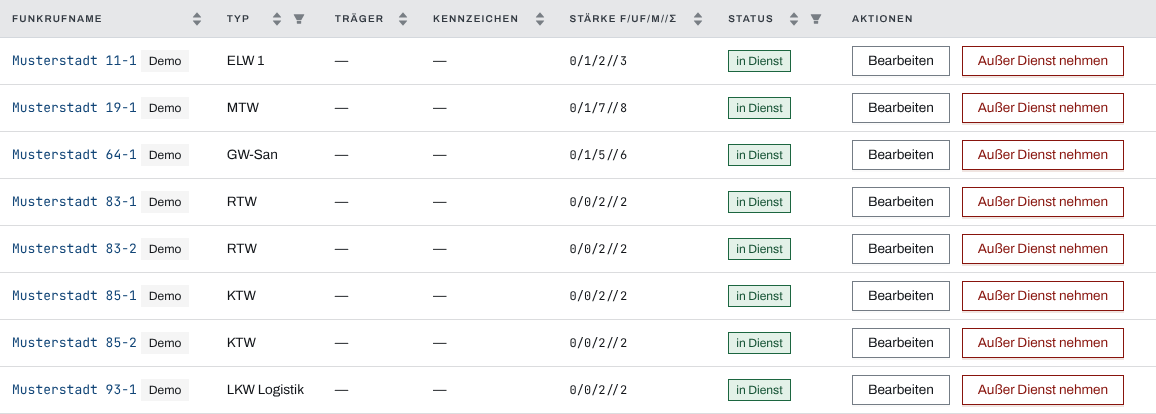 FUNKRUFNAME TYP TRÄGER KENNZEICHEN STÄRKE F/UF/M//Σ STATUS AKTIONEN
Musterstadt 11-1 Demo ELW 1 — — 0/1/2//3 in Dienst Bearbeiten Außer Dienst nehmen
Musterstadt 19-1 Demo MTW — — 0/1/7//8 in Dienst Bearbeiten Außer Dienst nehmen
Musterstadt 64-1 Demo GW-San — — 0/1/5//6 in Dienst Bearbeiten Außer Dienst nehmen
Musterstadt 83-1 Demo RTW — — 0/0/2//2 in Dienst Bearbeiten Außer Dienst nehmen
Musterstadt 83-2 Demo RTW — — 0/0/2//2 in Dienst Bearbeiten Außer Dienst nehmen
Musterstadt 85-1 Demo KTW — — 0/0/2//2 in Dienst Bearbeiten Außer Dienst nehmen
Musterstadt 85-2 Demo KTW — — 0/0/2//2 in Dienst Bearbeiten Außer Dienst nehmen
Musterstadt 93-1 Demo LKW Logistik — — 0/0/2//2 in Dienst Bearbeiten Außer Dienst nehmen